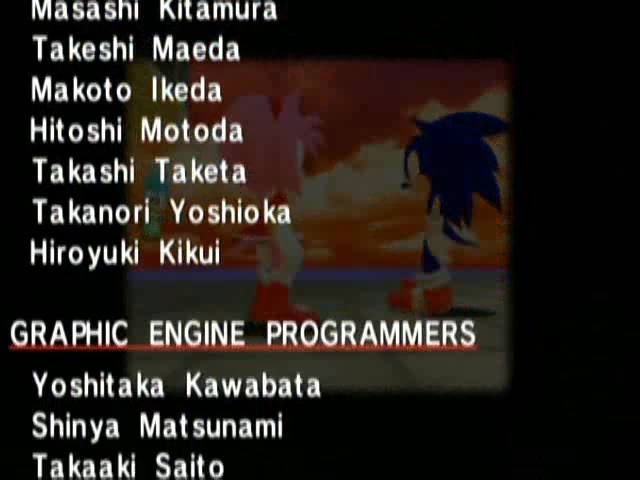 Masashi Kitamura
Takeshi Maeda
Makoto Ikeda
Hitoshi Motoda
Takashi Taketa
Takanori Yoshioka
Hiroyuki Kikui
GRAPHIC ENGINE PROGRAMMERS
Yoshitaka Kawabata
Shinya Matsunami
Takaaki Saito